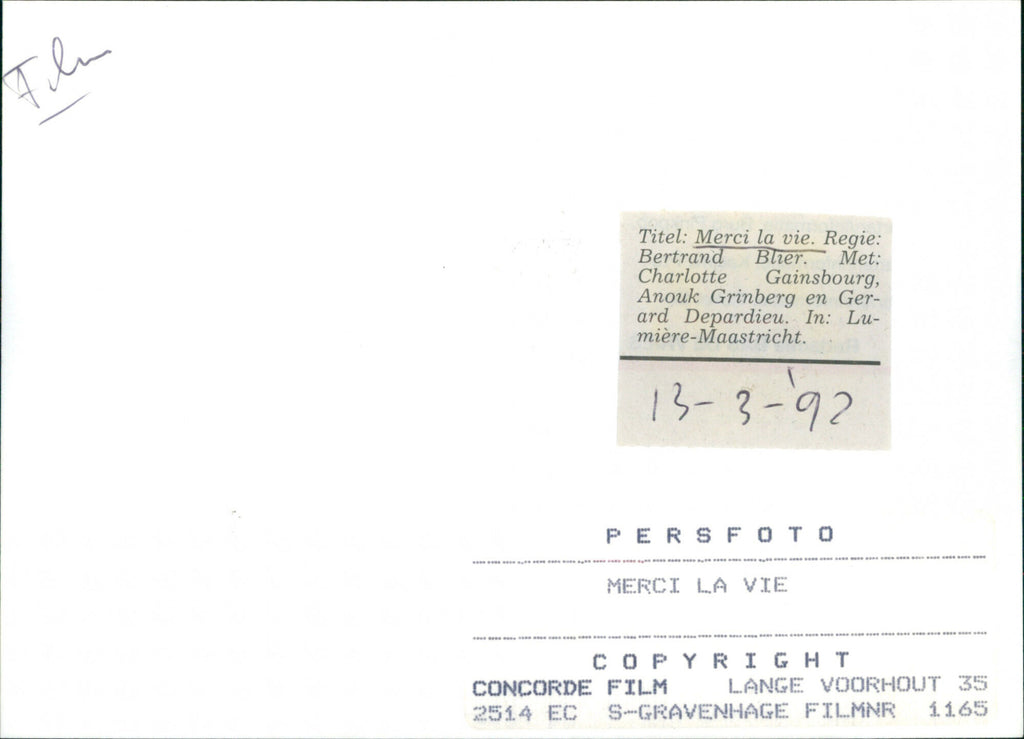 Film
Titel: Merci la vie. Regie:
Bertrand Blier. Met:
Charlotte Gainsbourg,
Anouk Grinberg en Ger-
ard Depardieu. In: Lu-
mière-Maastricht.
13-3-'92
PERSFOTO
MERCI LA VIE
COPYRIGHT
CONCORDE FILM LANGE VOORHOUT 35
2514 EC S-GRAVENHAGE FILMNR 1165